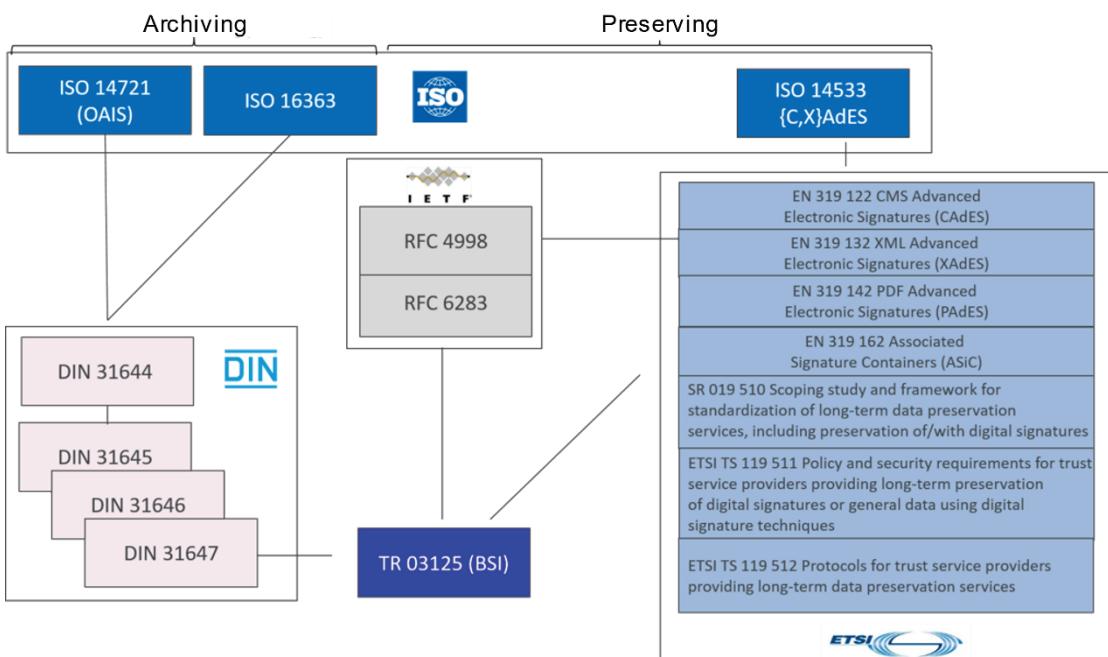 Archiving
Preserving
ISO 14721
(OAIS)
ISO 16363
ISO
ISO 14533
{C,X}AdES
I E T F
RFC 4998
RFC 6283
EN 319 122 CMS Advanced
Electronic Signatures (CAdES)
EN 319 132 XML Advanced
Electronic Signatures (XAdES)
EN 319 142 PDF Advanced
Electronic Signatures (PAdES)
EN 319 162 Associated
Signature Containers (ASiC)
SR 019 510 Scoping study and framework for
standardization of long-term data preservation
services, including preservation of/with digital signatures
ETSI TS 119 511 Policy and security requirements for trust
service providers providing long-term preservation
of digital signatures or general data using digital
signature techniques
ETSI TS 119 512 Protocols for trust service providers
providing long-term data preservation services
ETSI
DIN 31644
DIN
DIN 31645
DIN 31646
DIN 31647
TR 03125 (BSI)